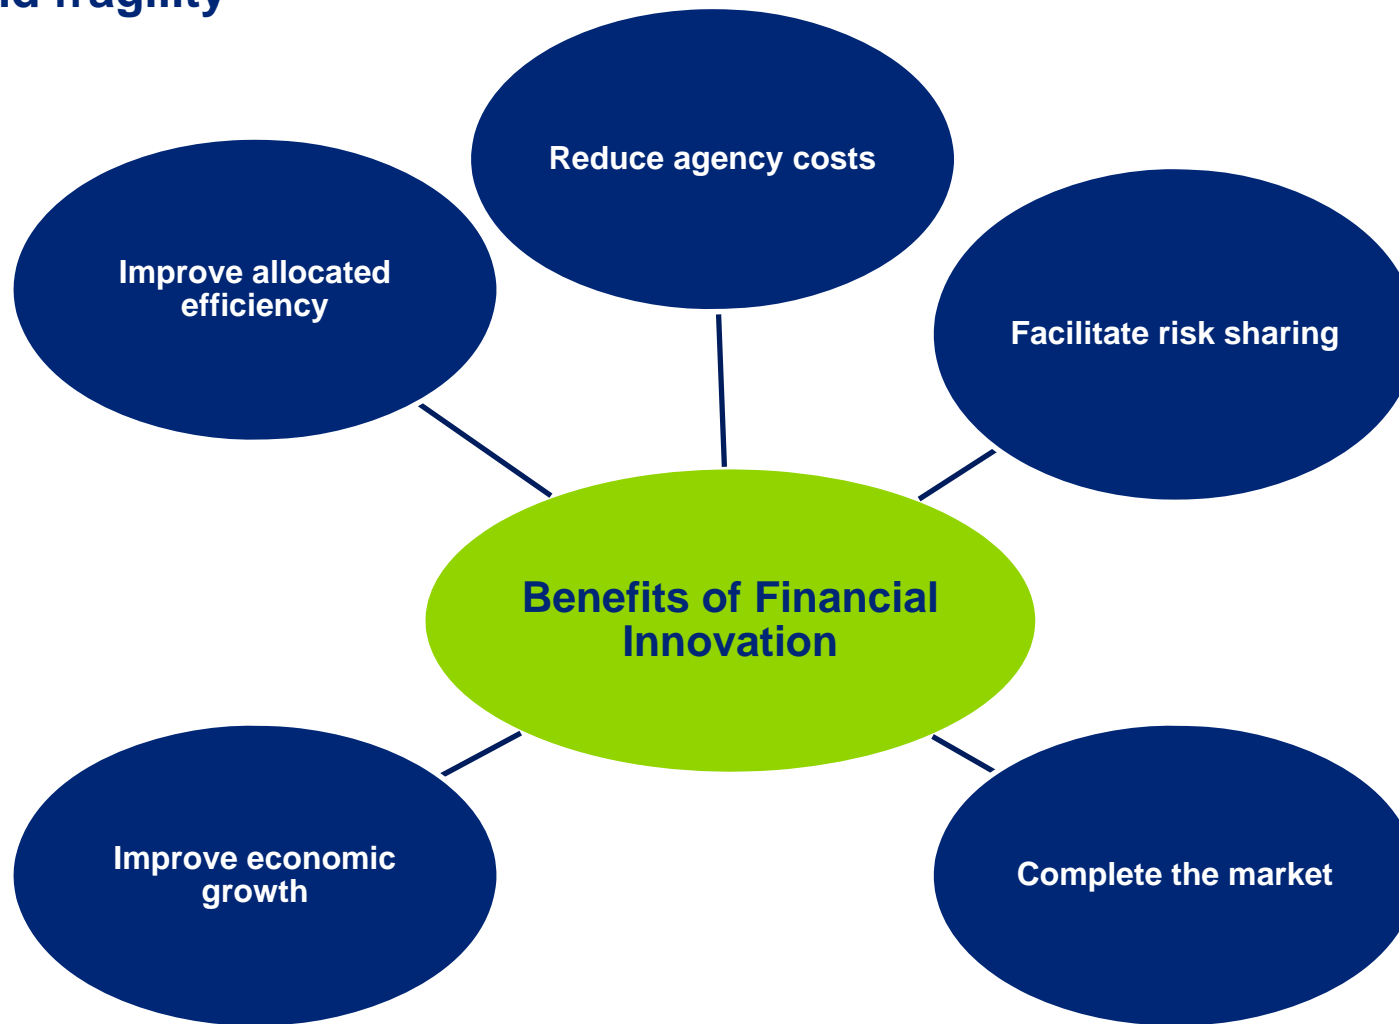 fragility
Reduce agency costs
Improve allocated
efficiency
Facilitate risk sharing
Benefits of Financial
Innovation
Improve economic
growth
Complete the market